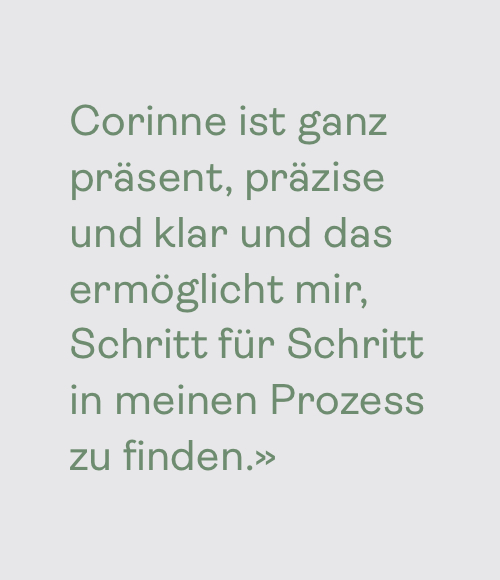 Corinne ist ganz
präsent, präzise
und klar und das
ermöglicht mir,
Schritt für Schritt
in meinen Prozess
zu finden.»